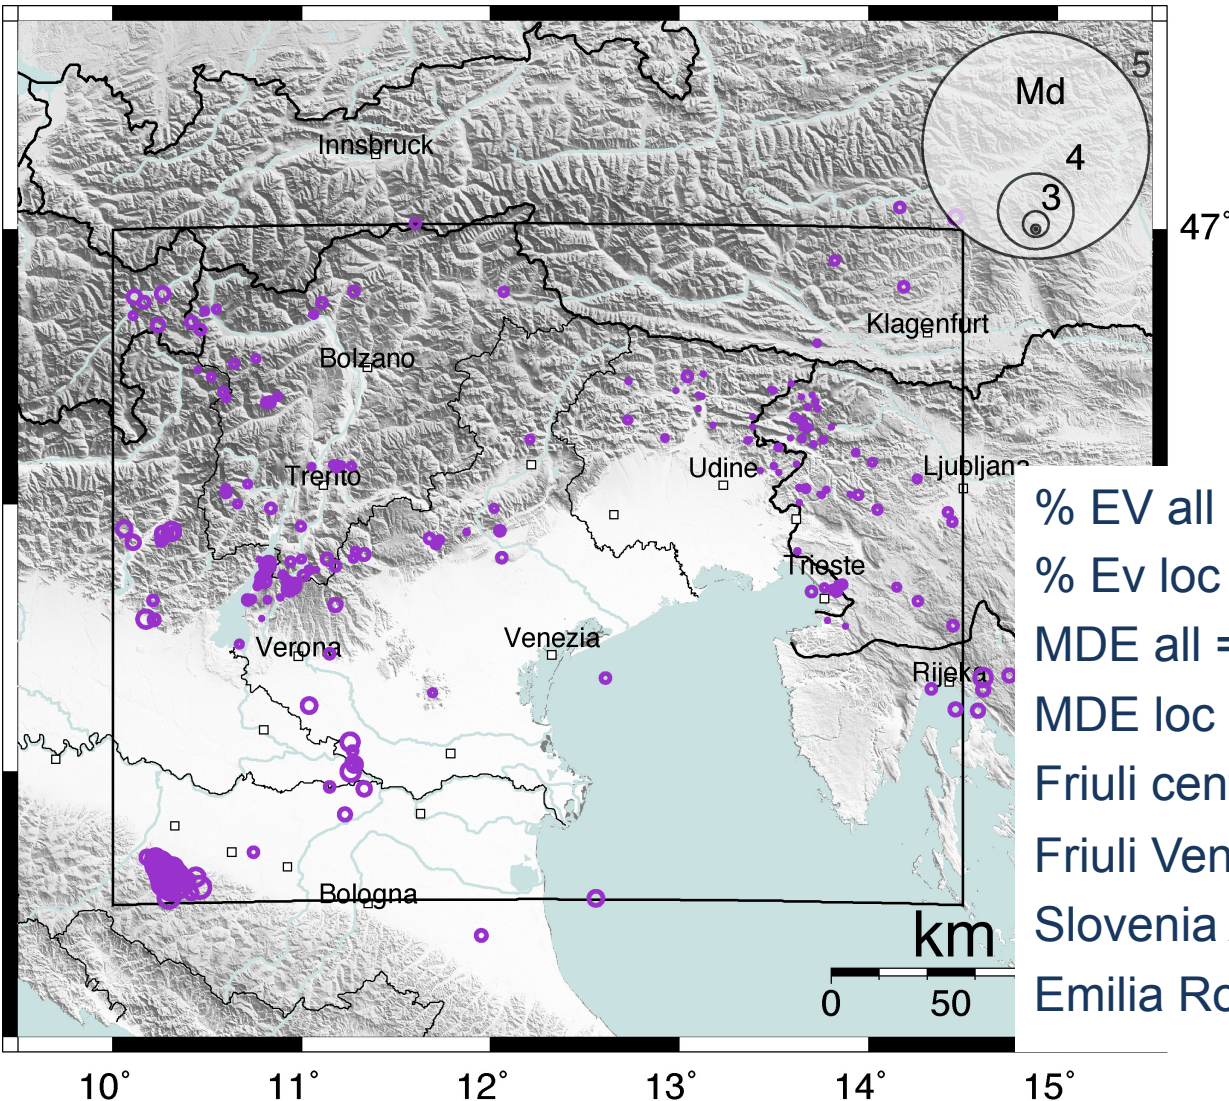 5
Md
4
3
Innsbruck
47°
Klagenfurt
Bolzano
Udine
Ljubljana
Trento
% EV all
% Ev loc
Trieste
Venezia
Verona
MDE all =
Rijeka
MDE loc
Friuli cen
Friuli Ven
Bologna
Slovenia
km
0 50
Emilia Ro
10° 11° 12° 13° 14° 15°